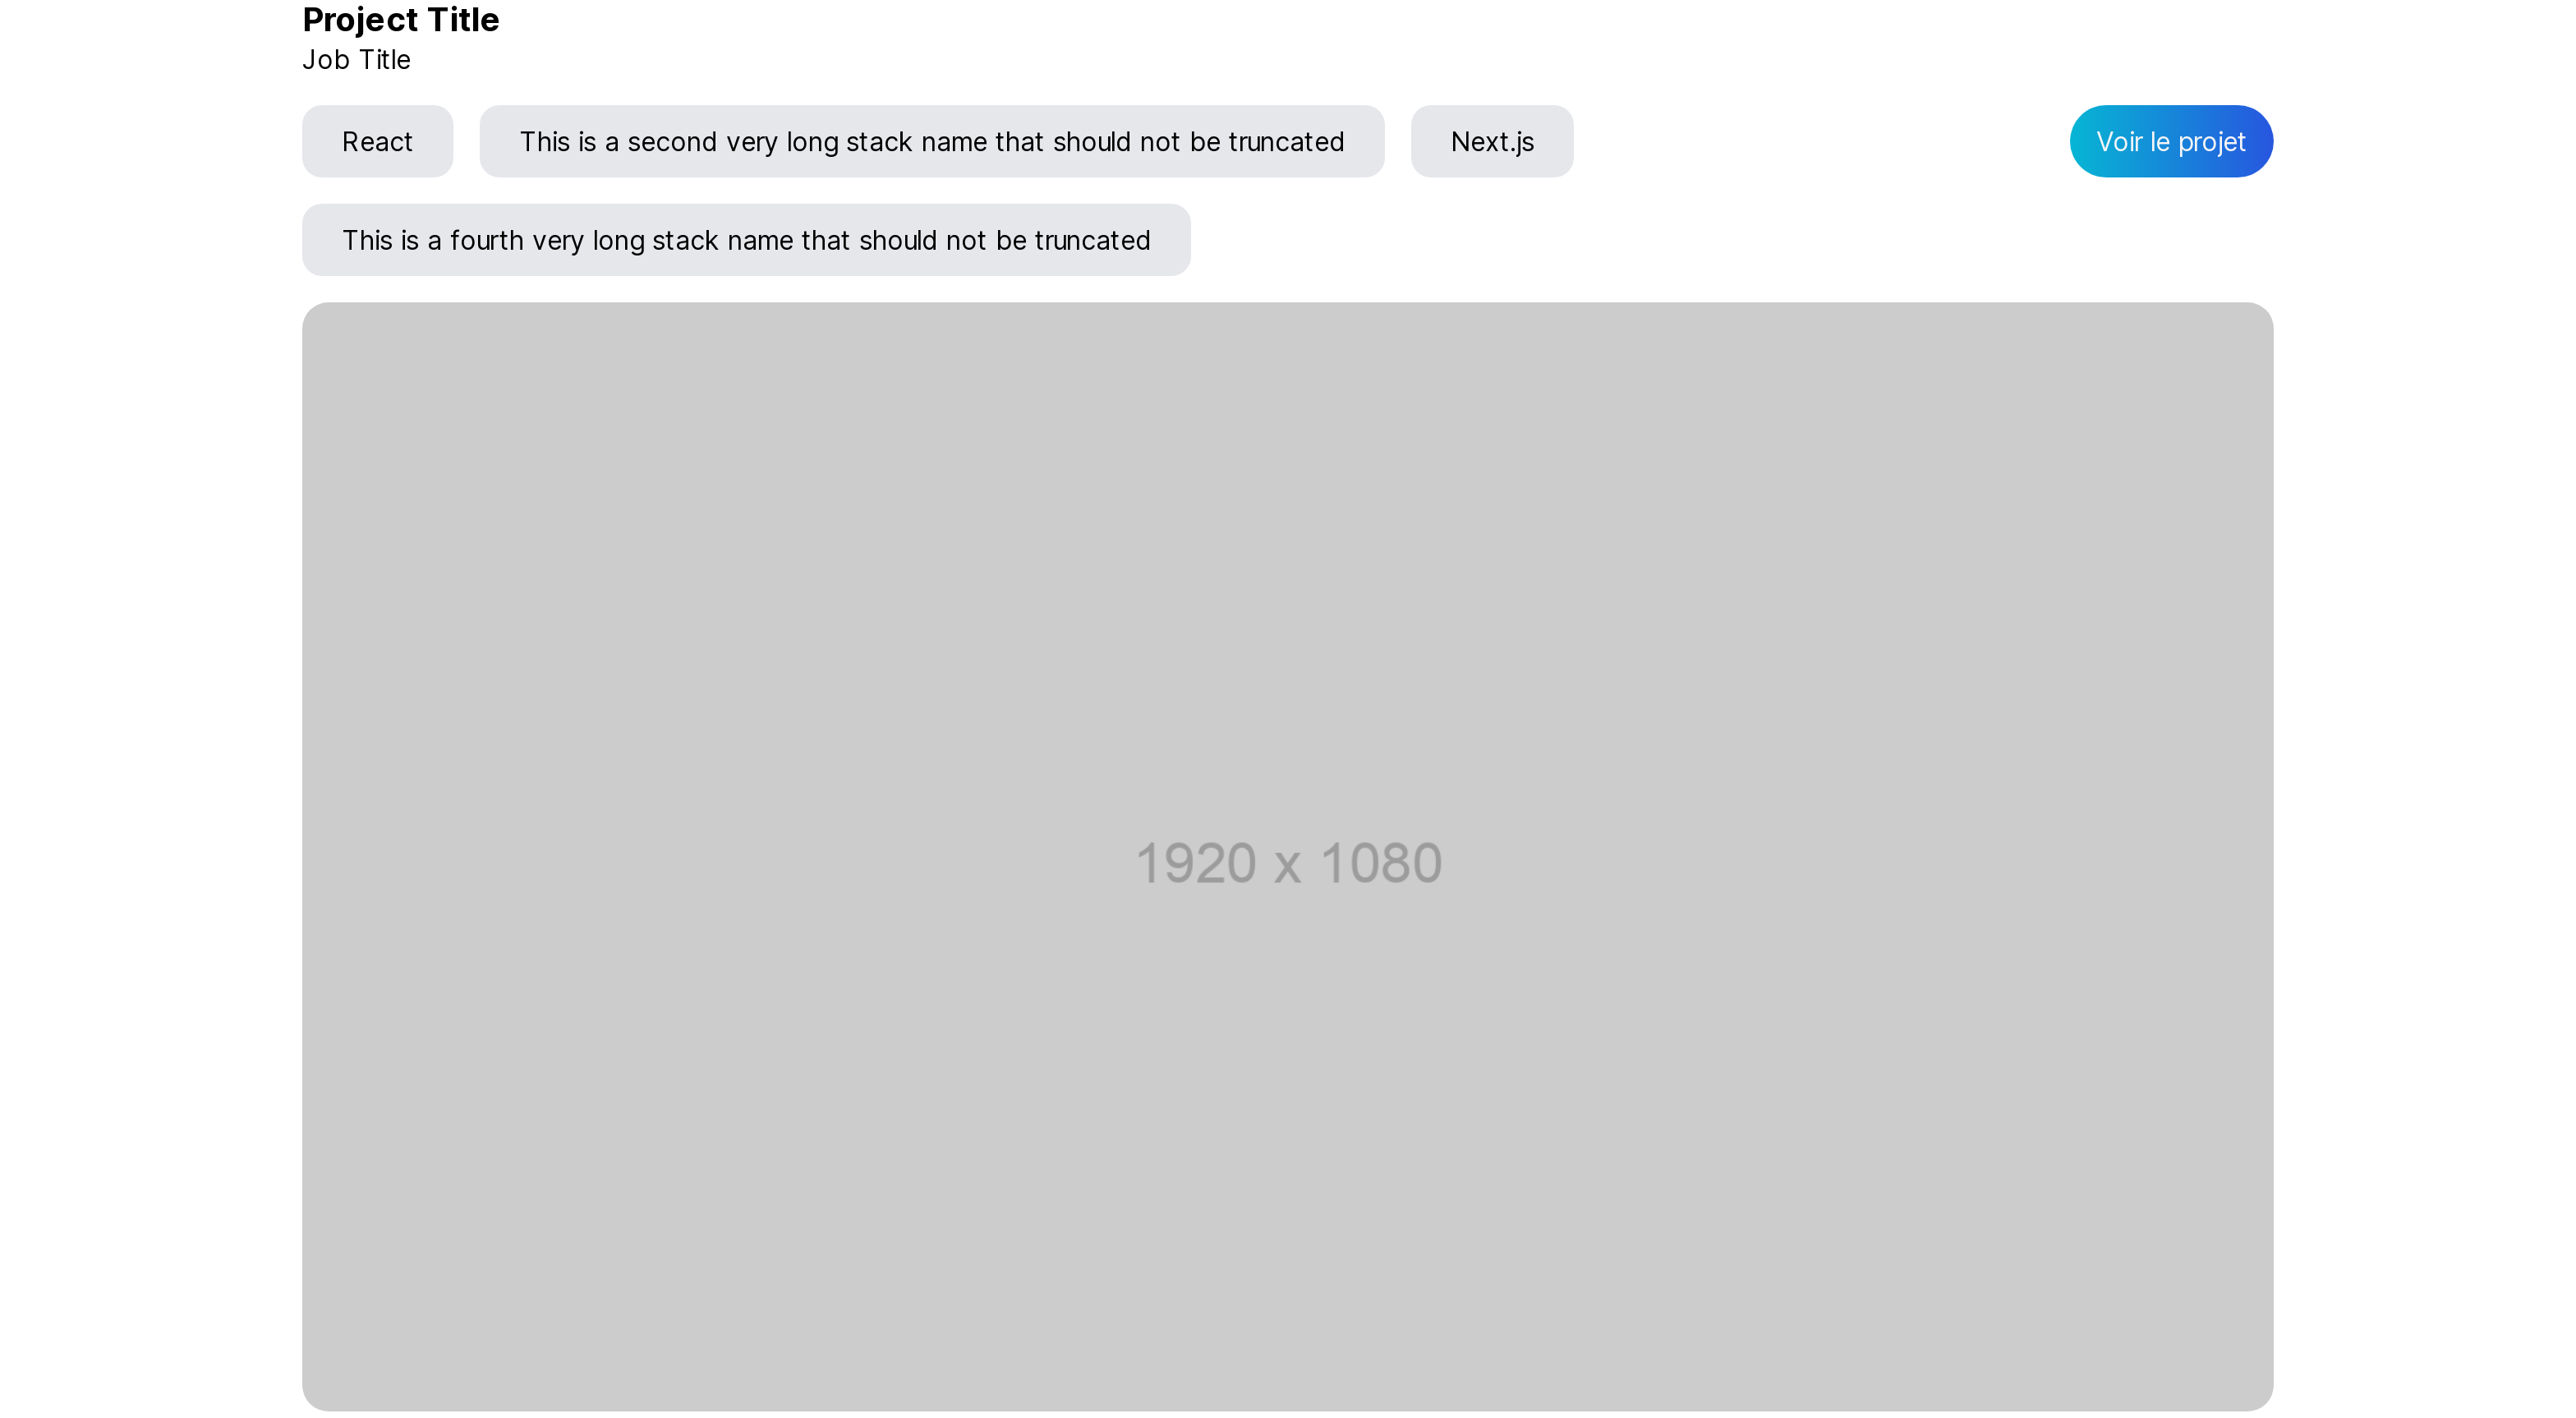 Project Title
Job Title
React
This is a second very long stack name that should not be truncated
Next.js
Voir le projet
This is a fourth very long stack name that should not be truncated
1920 x 1080